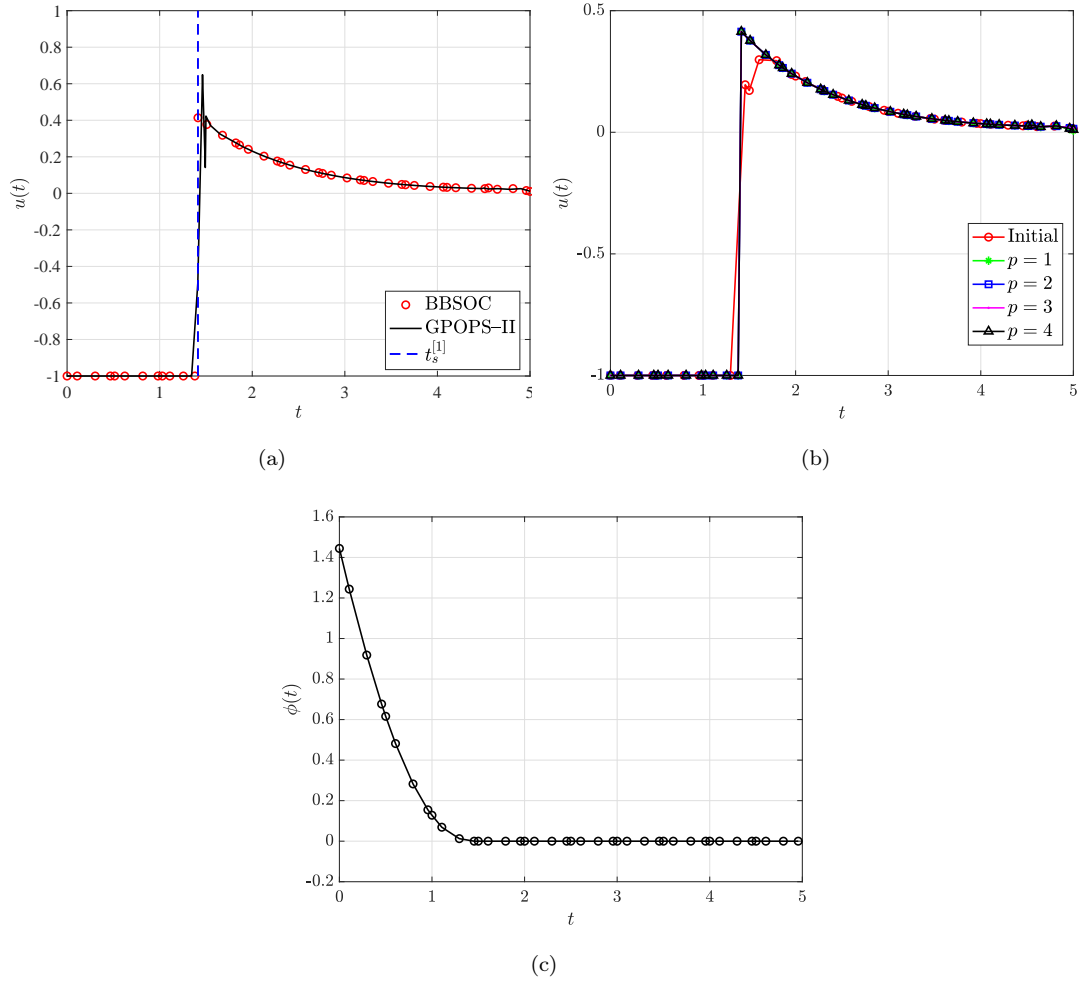 1
0.8
0.6
0.4
0.2
0
-0.2
-0.4
-0.6
-0.8
-1
u(t)
0 1 2 3 4 5
t
BBSOC
GPOPS–II
t_s^{[1]}
(a)
0.5
0
-0.5
-1
u(t)
0 1 2 3 4 5
t
Initial
p = 1
p = 2
p = 3
p = 4
(b)
1.6
1.4
1.2
1
0.8
0.6
0.4
0.2
0
-0.2
ϕ(t)
0 1 2 3 4 5
t
(c)